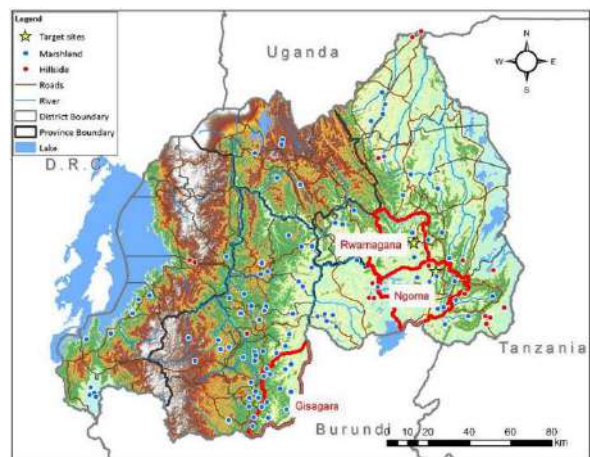 Legend
Target sites
Marshland
Hillside
Roads
River
District Boundary
Province Boundary
Lake
Uganda
N
W
E
S
D.R.C
Rwamagana
Ngoma
Tanzania
Gisagara
Burundi
0 10 20 40 60 80
km